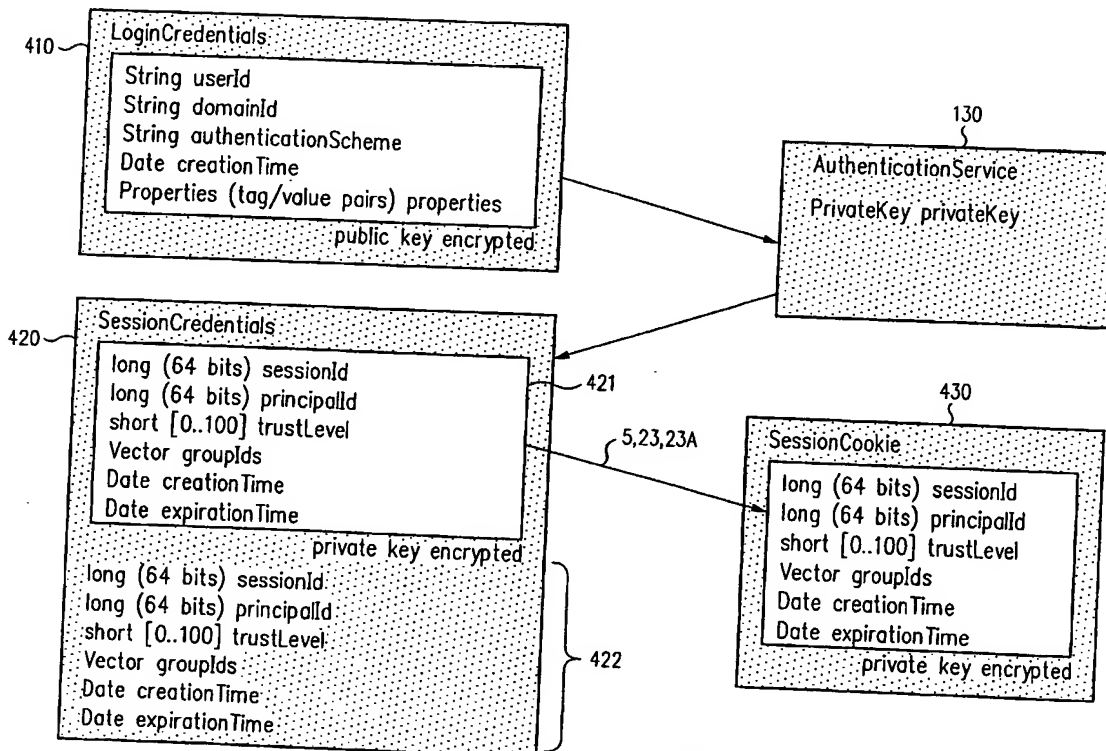 410
LoginCredentials
String userId
String domainId
String authenticationScheme
Date creationTime
Properties (tag/value pairs) properties
public key encrypted
130
AuthenticationService
PrivateKey privateKey
420
SessionCredentials
long (64 bits) sessionId
long (64 bits) principalId
short [0..100] trustLevel
Vector groupIds
Date creationTime
Date expirationTime
private key encrypted
421
long (64 bits) sessionId
long (64 bits) principalId
short [0..100] trustLevel
Vector groupIds
Date creationTime
Date expirationTime
422
5,23,23A
430
SessionCookie
long (64 bits) sessionId
long (64 bits) principalId
short [0..100] trustLevel
Vector groupIds
Date creationTime
Date expirationTime
private key encrypted